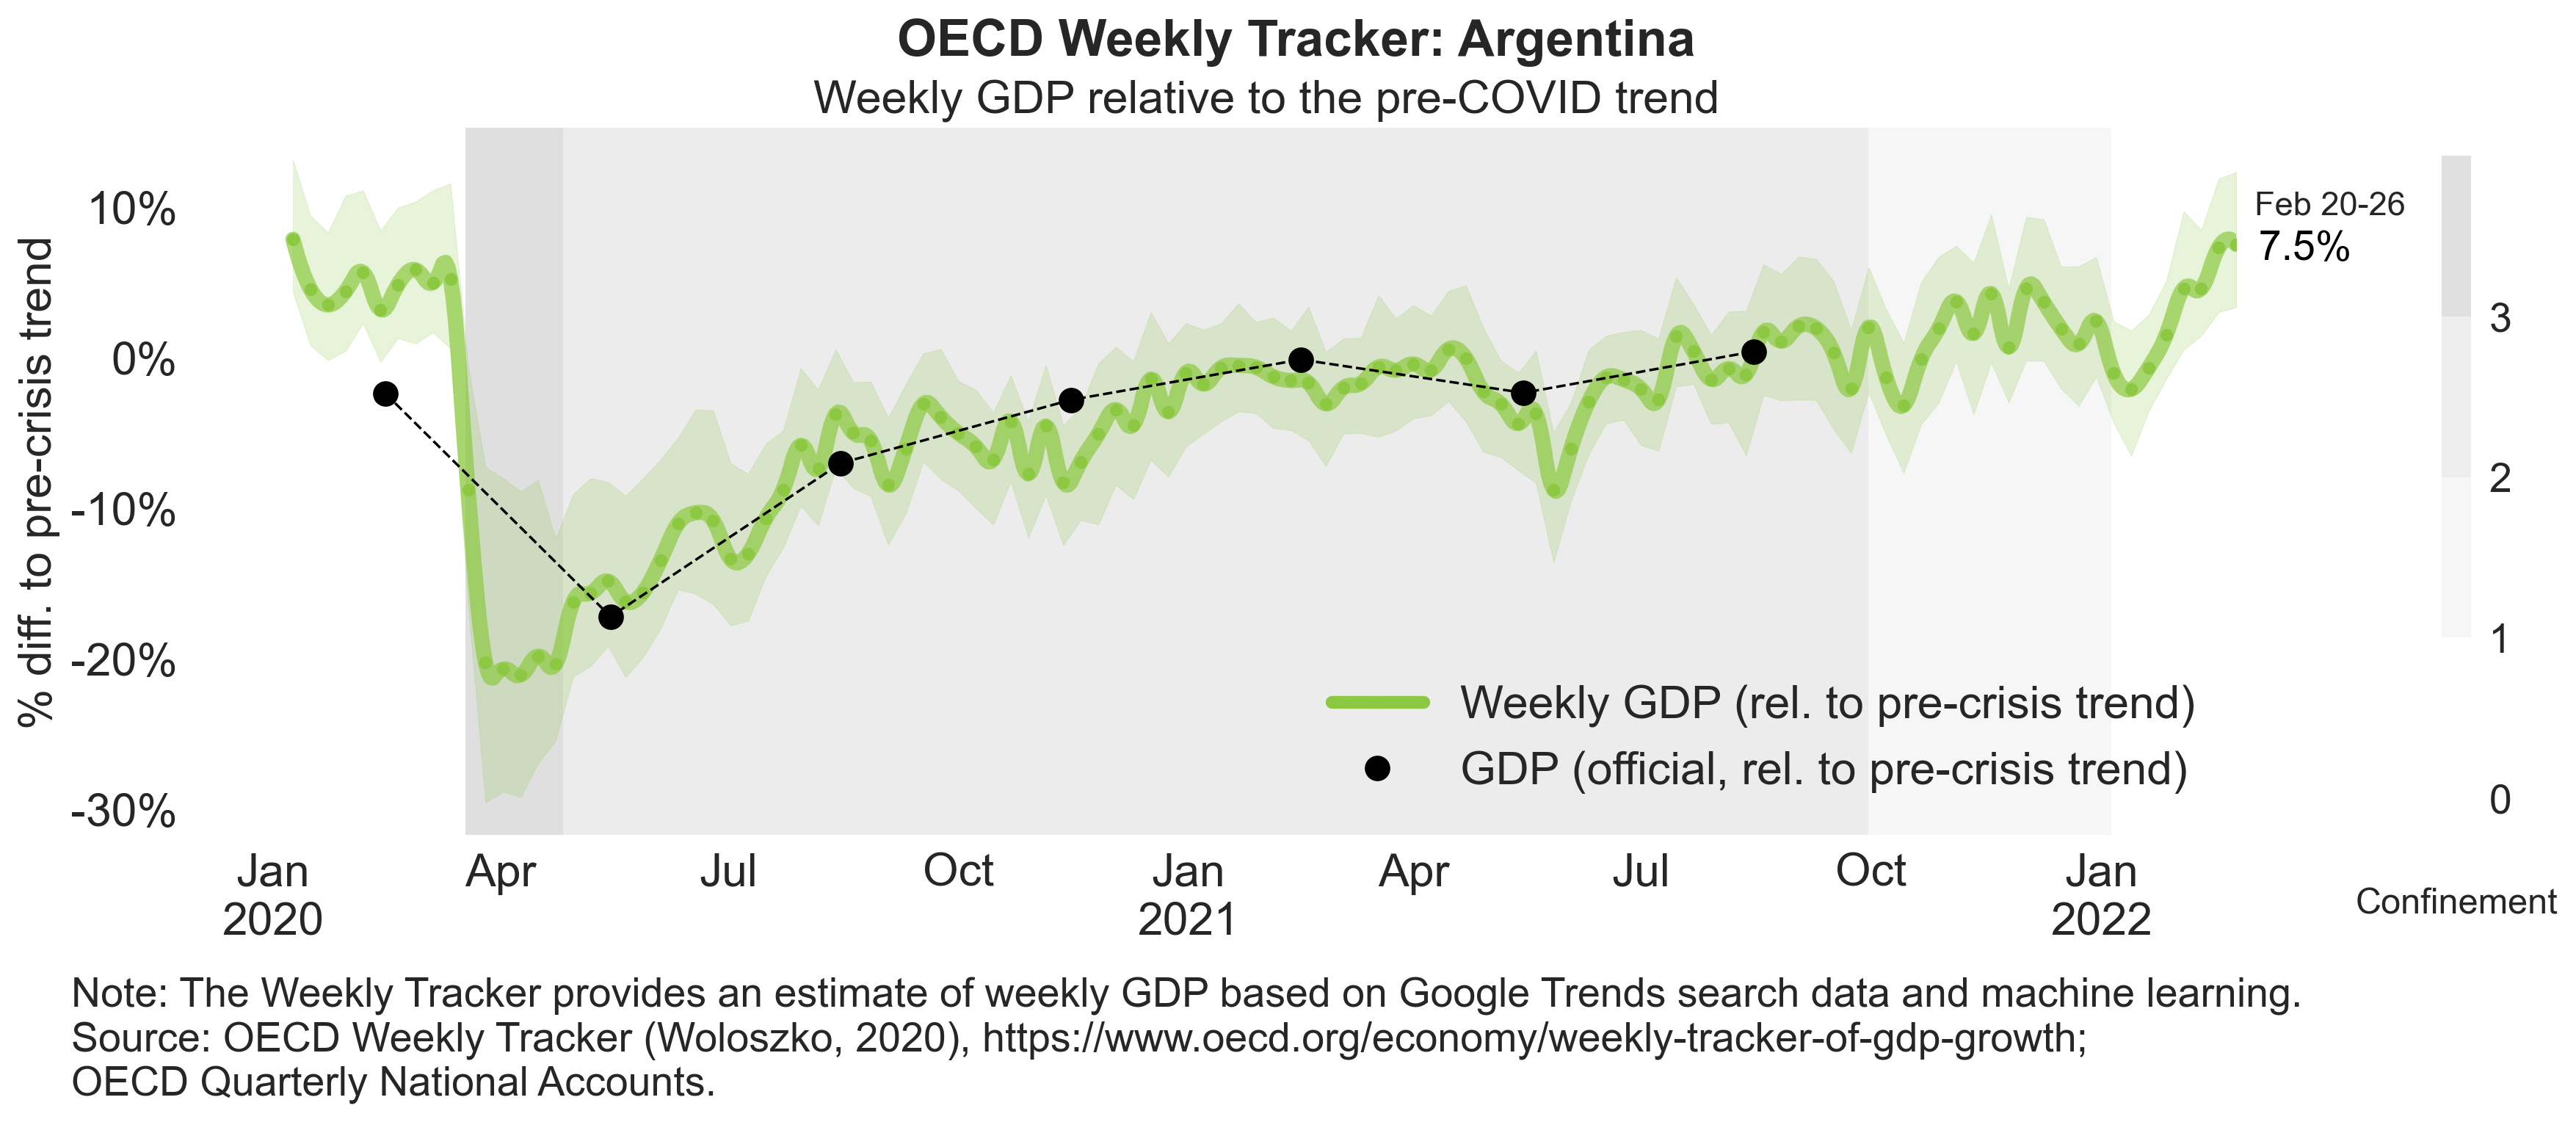 OECD Weekly Tracker: Argentina
Weekly GDP relative to the pre-COVID trend
% diff. to pre-crisis trend
10%
0%
-10%
-20%
-30%
Feb 20-26
7.5%
3
2
1
0
Confinement
Weekly GDP (rel. to pre-crisis trend)
GDP (official, rel. to pre-crisis trend)
Jan Apr Jul Oct Jan Apr Jul Oct Jan
2020 2021 2022
Note: The Weekly Tracker provides an estimate of weekly GDP based on Google Trends search data and machine learning.
Source: OECD Weekly Tracker (Woloszko, 2020), https://www.oecd.org/economy/weekly-tracker-of-gdp-growth;
OECD Quarterly National Accounts.